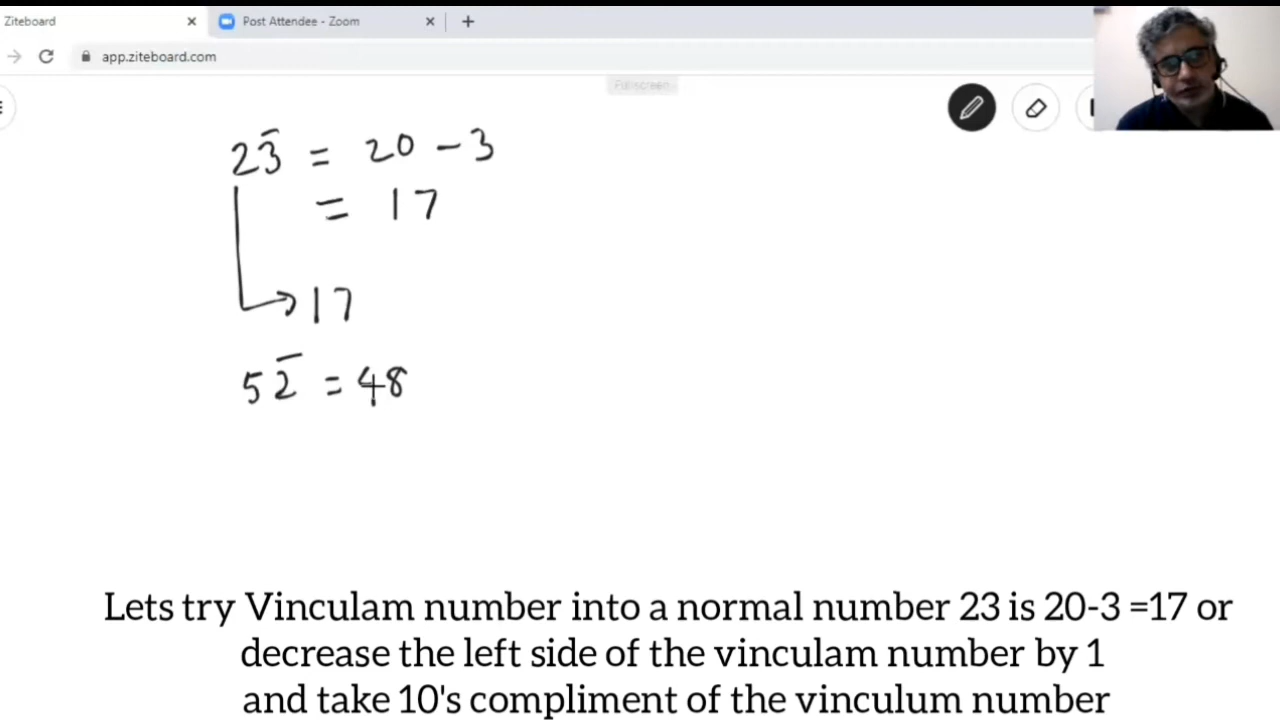 Ziteboard
Post Attendee - Zoom
app.ziteboard.com
Fullscreen
23̄ = 20 - 3
= 17
17
52̄ = 48
Lets try Vinculam number into a normal number 23 is 20-3 =17 or
decrease the left side of the vinculam number by 1
and take 10's compliment of the vinculum number